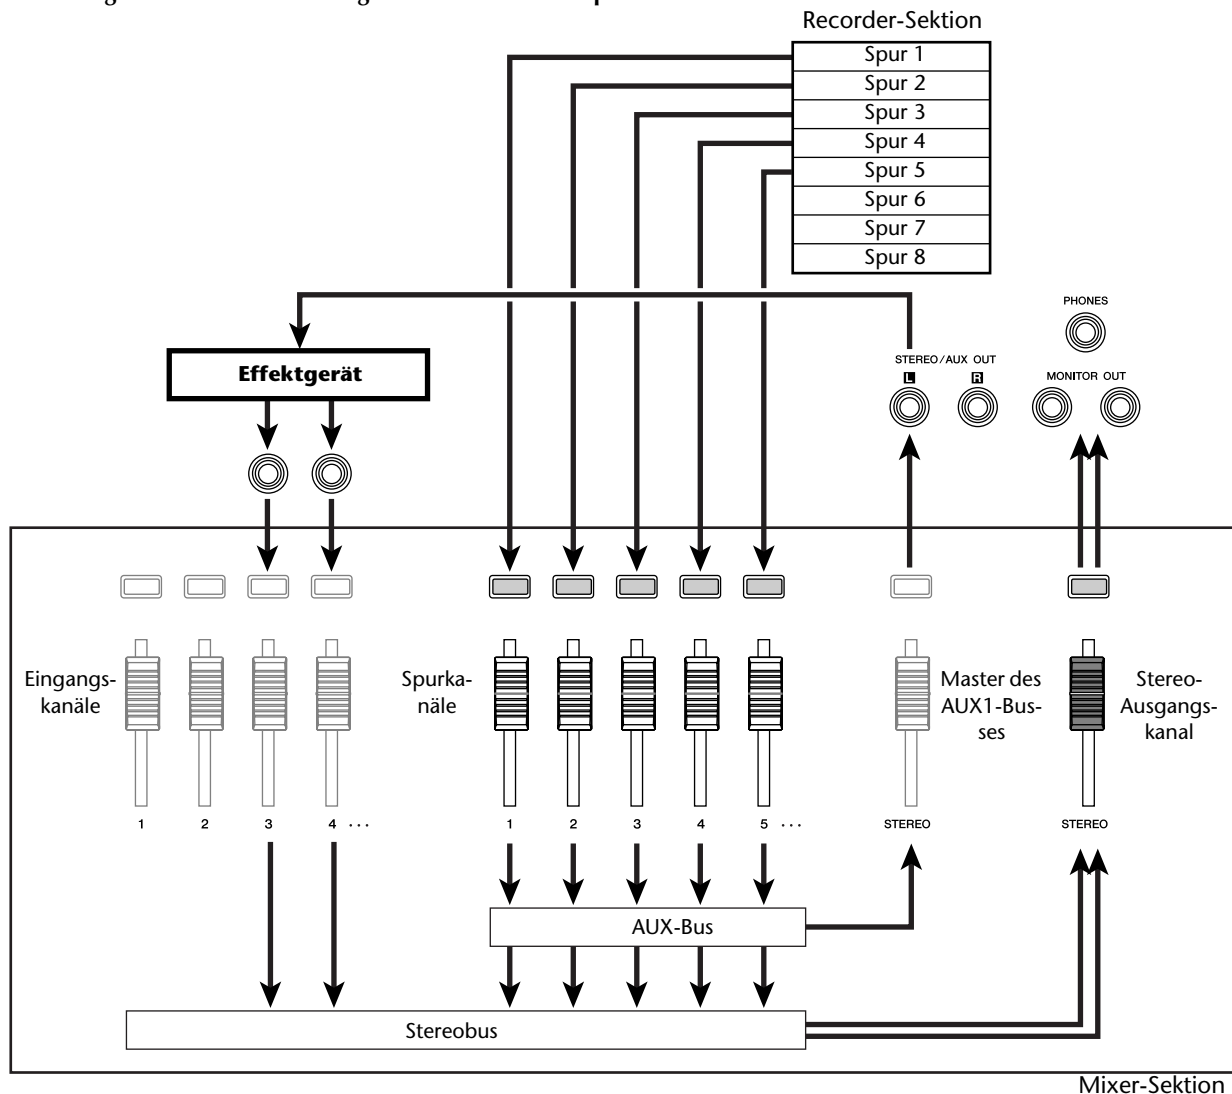 Recorder-Sektion
Spur 1
Spur 2
Spur 3
Spur 4
Spur 5
Spur 6
Spur 7
Spur 8
PHONES
STEREO/AUX OUT
L R
MONITOR OUT
Effektgerät
Eingangs-
kanäle
Spurka-
näle
Master des
AUX1-Bus-
ses
Stereo-
Ausgangs-
kanal
1 2 3 4 ...
1 2 3 4 5 ...
STEREO
STEREO
AUX-Bus
Stereobus
Mixer-Sektion